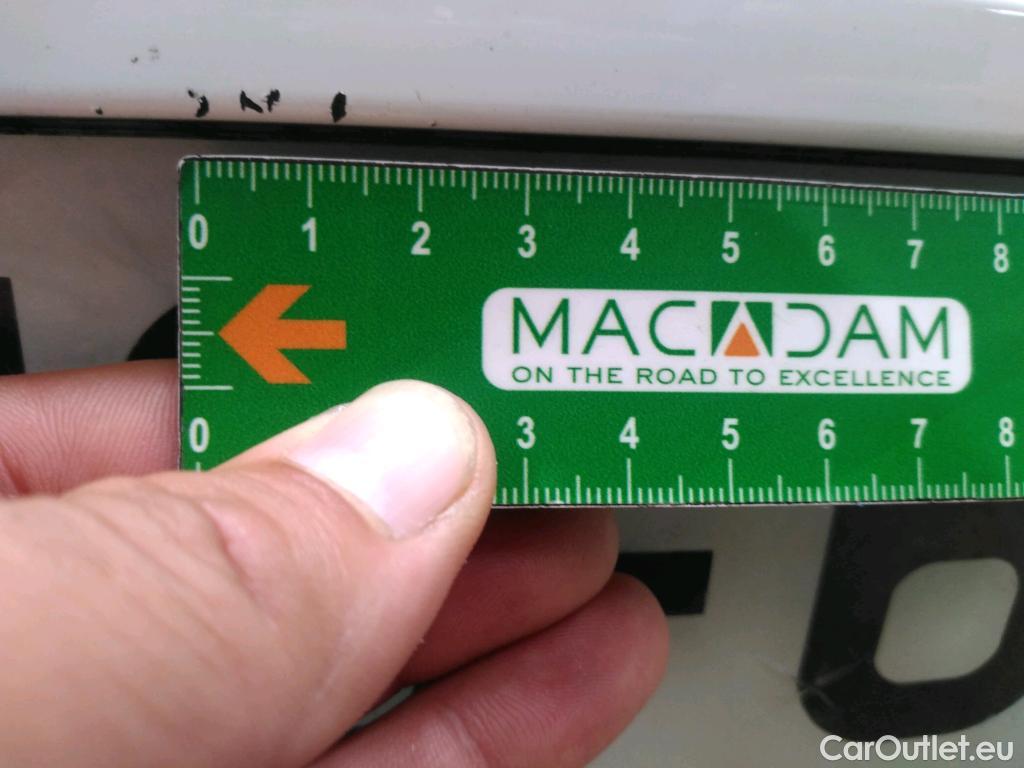 0 1 2 3 4 5 6 7 8
MACADAM
ON THE ROAD TO EXCELLENCE
0 3 4 5 6 7 8
CarOutlet.eu